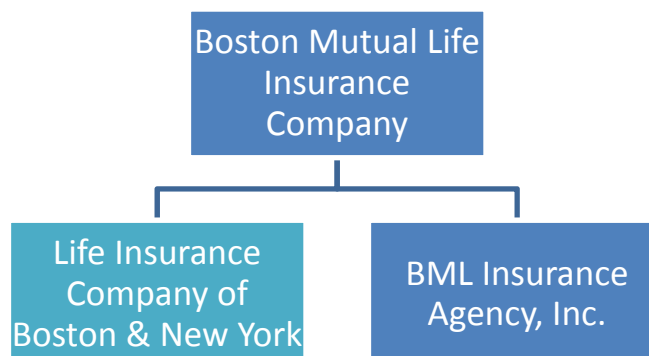 Boston Mutual Life
Insurance
Company
Life Insurance
Company of
Boston & New York
BML Insurance
Agency, Inc.